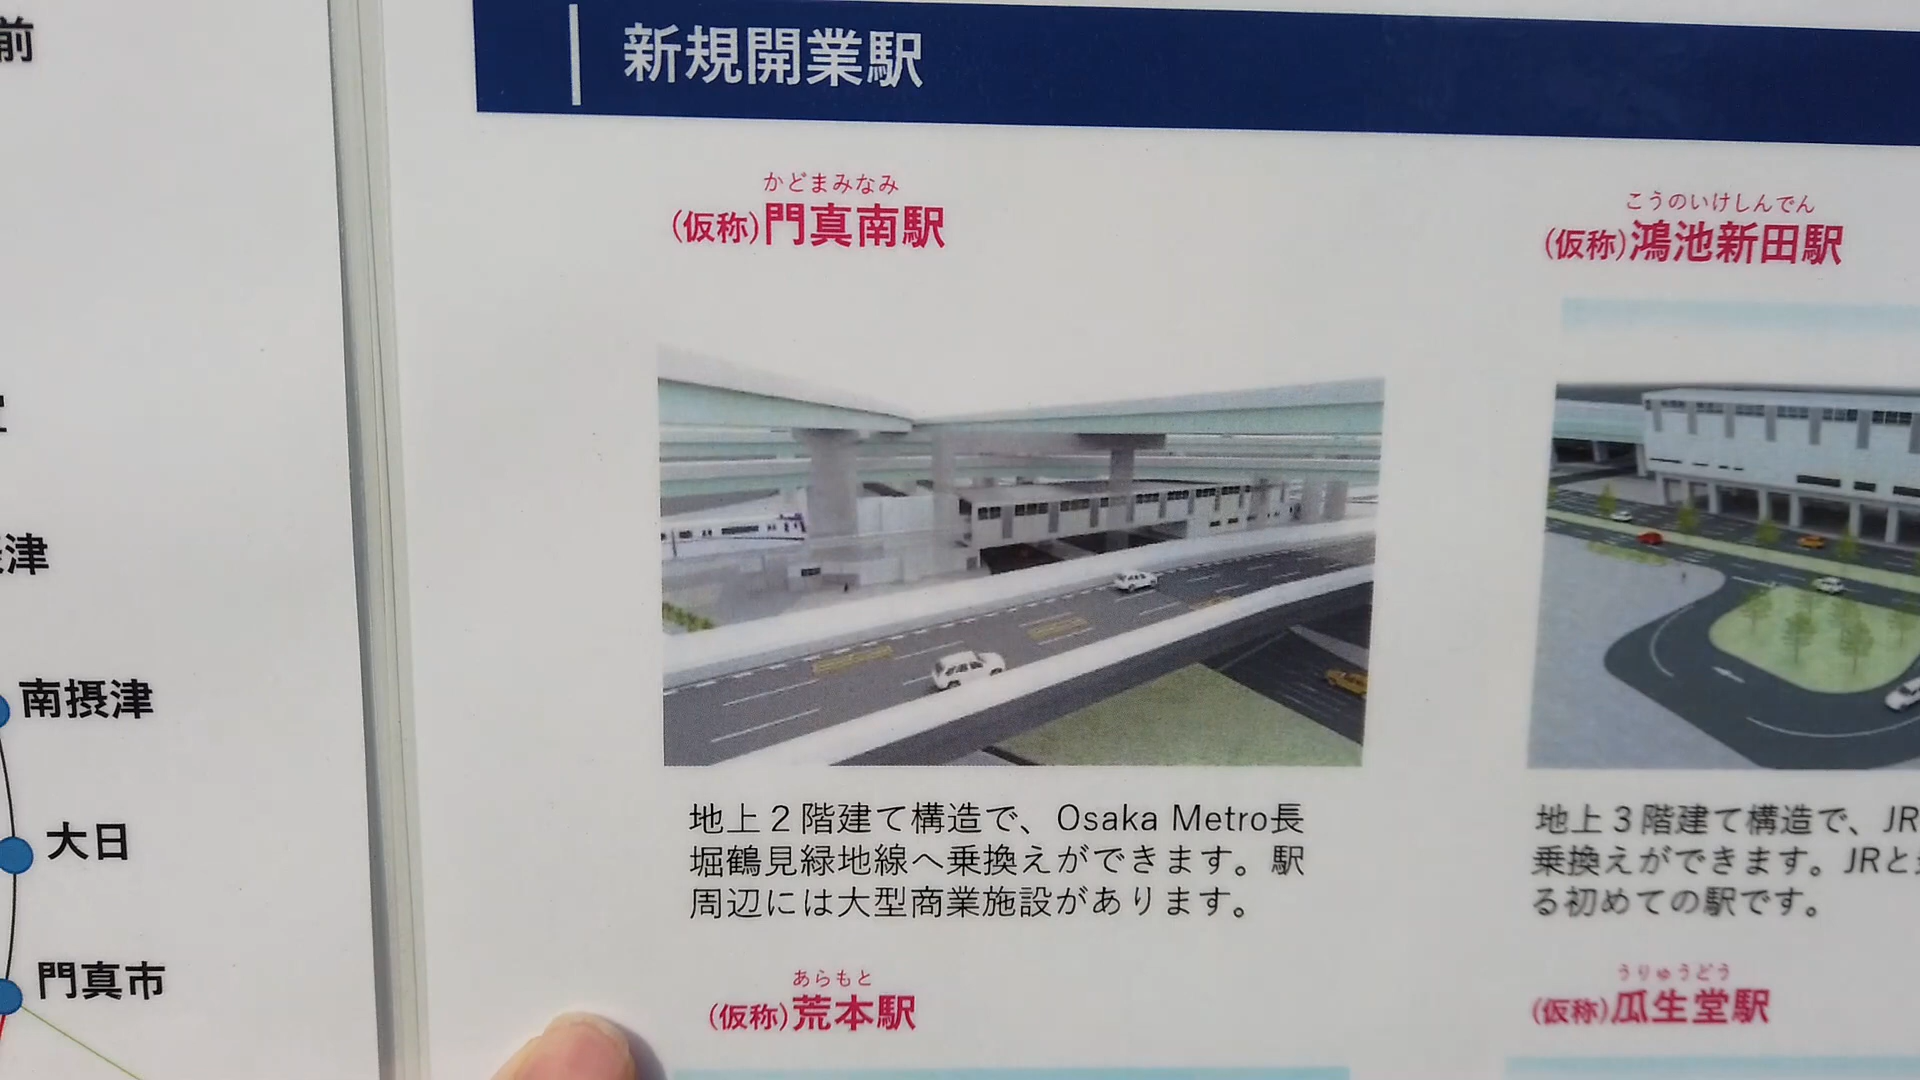 前
津
南摂津
大日
門真市
新規開業駅
かどまみなみ
(仮称)門真南駅
こうのいけしんでん
(仮称)鴻池新田駅
地上2階建て構造で、Osaka Metro長
堀鶴見緑地線へ乗換えができます。駅
周辺には大型商業施設があります。
地上3階建て構造で、JR
乗換えができます。JRと
る初めての駅です。
あらもと
(仮称)荒本駅
うりゅうどう
(仮称)瓜生堂駅